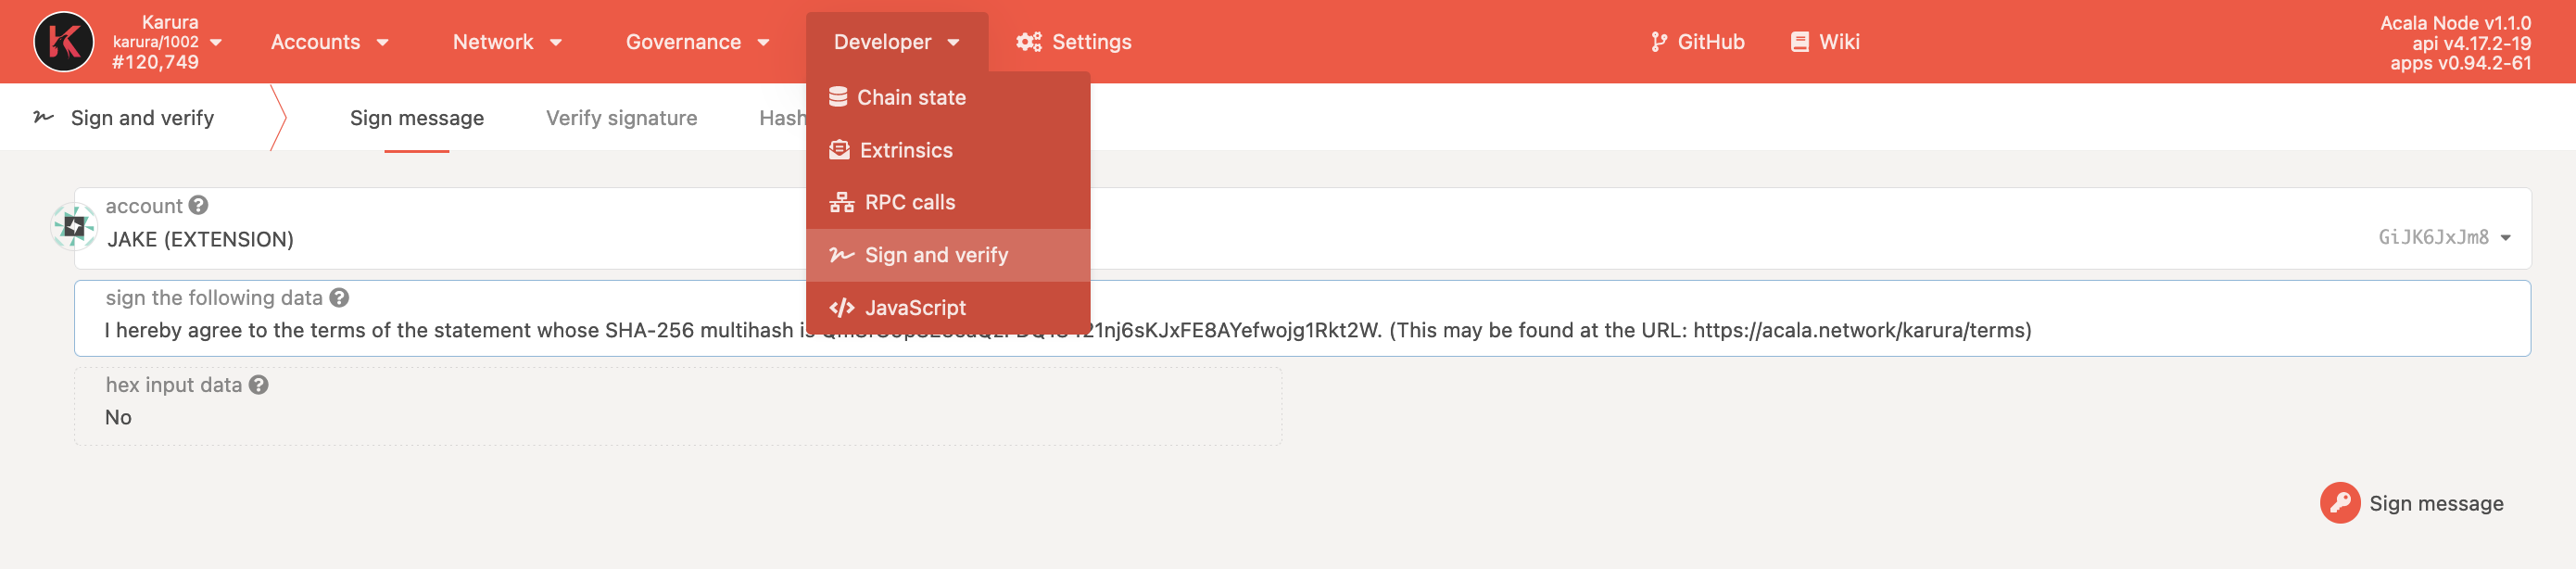 Karura
karura/1002
#120,749
Accounts
Network
Governance
Developer
Settings
GitHub
Wiki
Acala Node v1.1.0
api v4.17.2-19
apps v0.94.2-61
Sign and verify
Sign message
Verify signature
Hash
Chain state
Extrinsics
RPC calls
Sign and verify
JavaScript
account
JAKE (EXTENSION)
GiJK6JxJm8
sign the following data
I hereby agree to the terms of the statement whose SHA-256 multihash is 21nj6sKJxFE8AYefwojg1Rkt2W. (This may be found at the URL: https://acala.network/karura/terms)
hex input data
No
Sign message